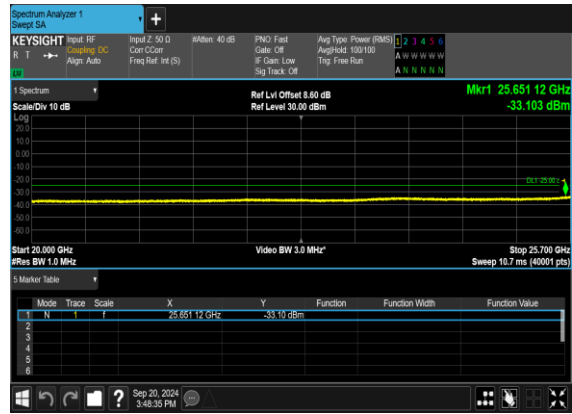 Spectrum Analyzer 1
Swept SA
+
KEYSIGHT Input: RF Input Z: 50 Ω #Atten: 40 dB PNO: Fast Avg Type: Power (RMS) 1 2 3 4 5 6
R T Coupling: DC Corr CCorr Gate: Off Avg|Hold: 100/100 A W W W W W
Align: Auto Freq Ref: Int (S) IF Gain: Low Trig: Free Run
Sig Track: Off A N N N N N
1 Spectrum
Ref Lvl Offset 8.60 dB Mkr1 25.651 12 GHz
Scale/Div 10 dB Ref Level 30.00 dBm -33.103 dBm
Log
20.0
10.0
0.00
-10.0
-20.0
DL1 -25.00
-30.0
-40.0
-50.0
-60.0
Start 20.000 GHz Video BW 3.0 MHz* Stop 25.700 GHz
#Res BW 1.0 MHz Sweep 10.7 ms (40001 pts)
5 Marker Table
Mode Trace Scale X Y Function Function Width Function Value
1 N 1 f 25.651 12 GHz -33.10 dBm
2
3
4
5
6
? Sep 20, 2024
3:48:35 PM